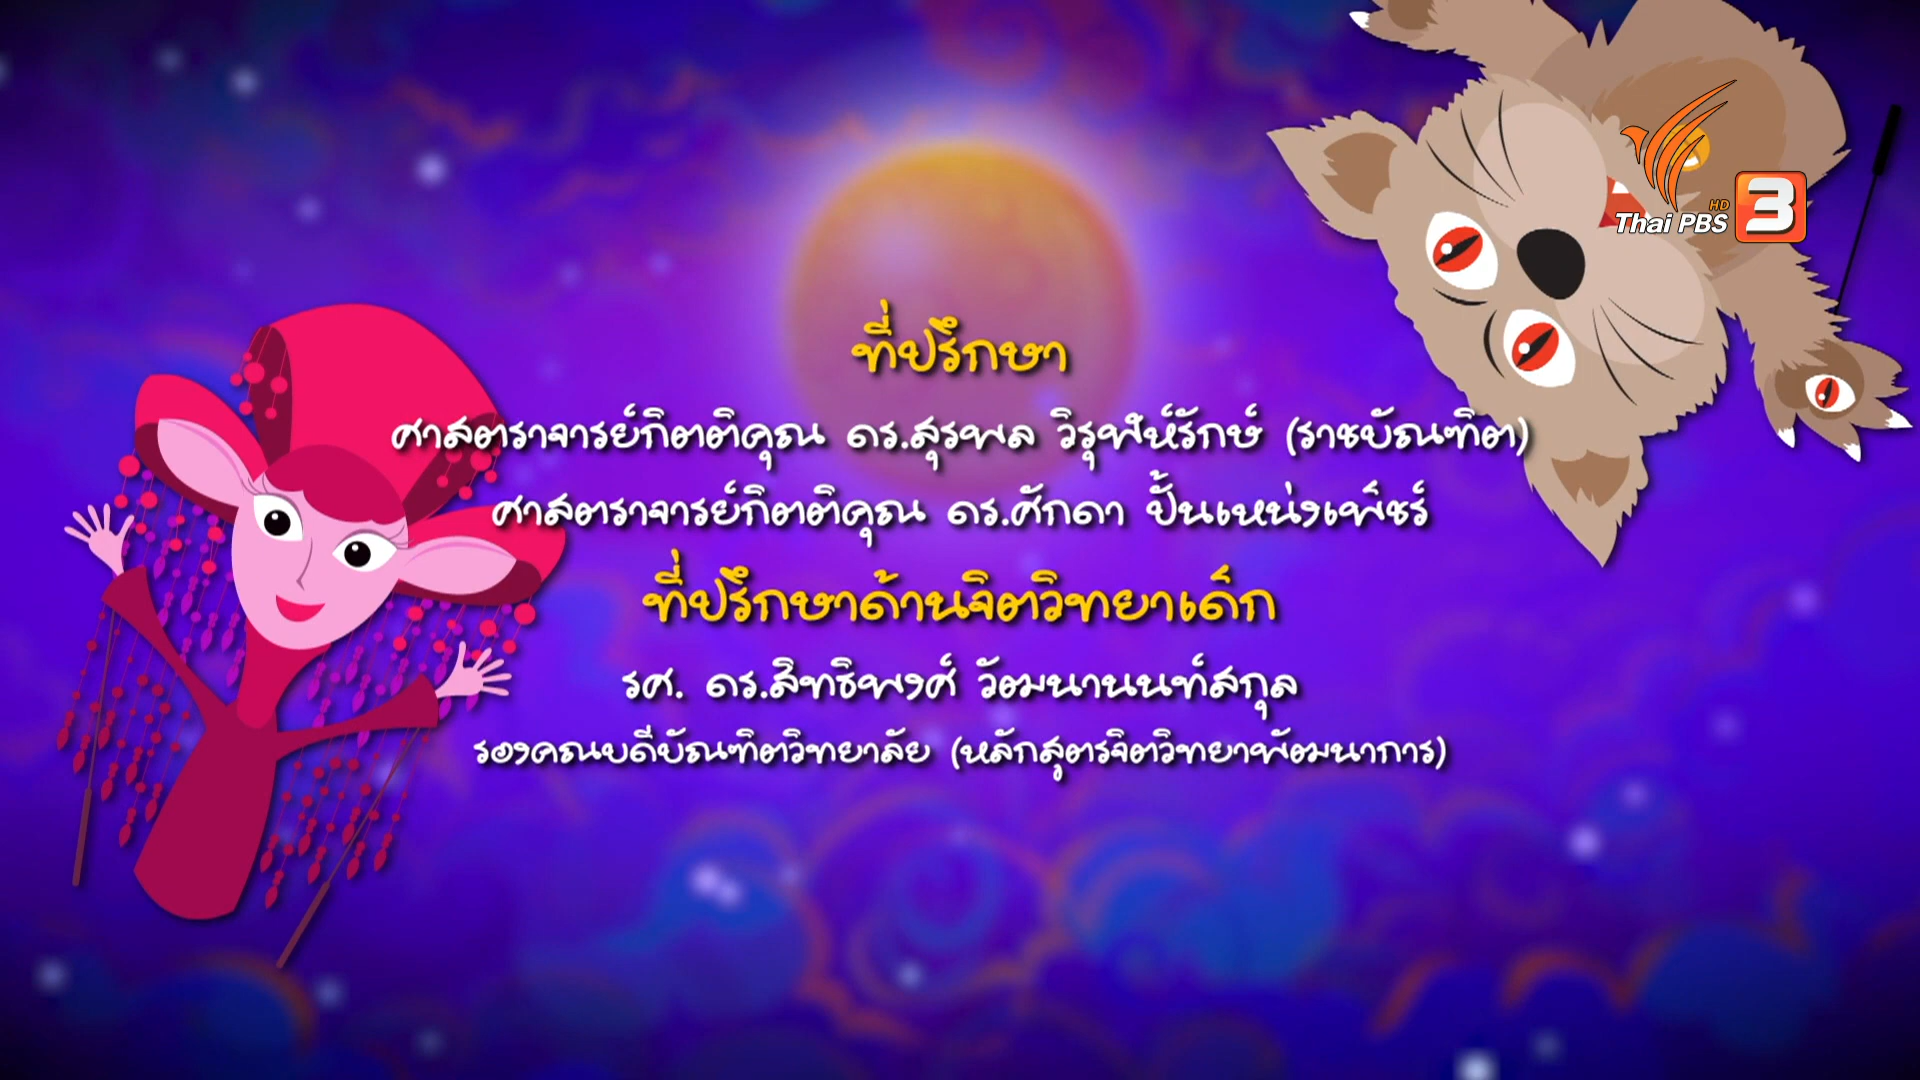 HD
Thai PBS 3
ที่ปรึกษา
ศาสตราจารย์กิตติคุณ ดร.สุรพล วิรุฬห์รักษ์ (ราชบัณฑิต)
ศาสตราจารย์กิตติคุณ ดร.ศักดา ปั้นเหน่งเพ็ชร์
ที่ปรึกษาด้านจิตวิทยาเด็ก
รศ. ดร.สิทธิพงศ์ วัฒนานนท์สกุล
รองคณบดีบัณฑิตวิทยาลัย (หลักสูตรจิตวิทยาพัฒนาการ)